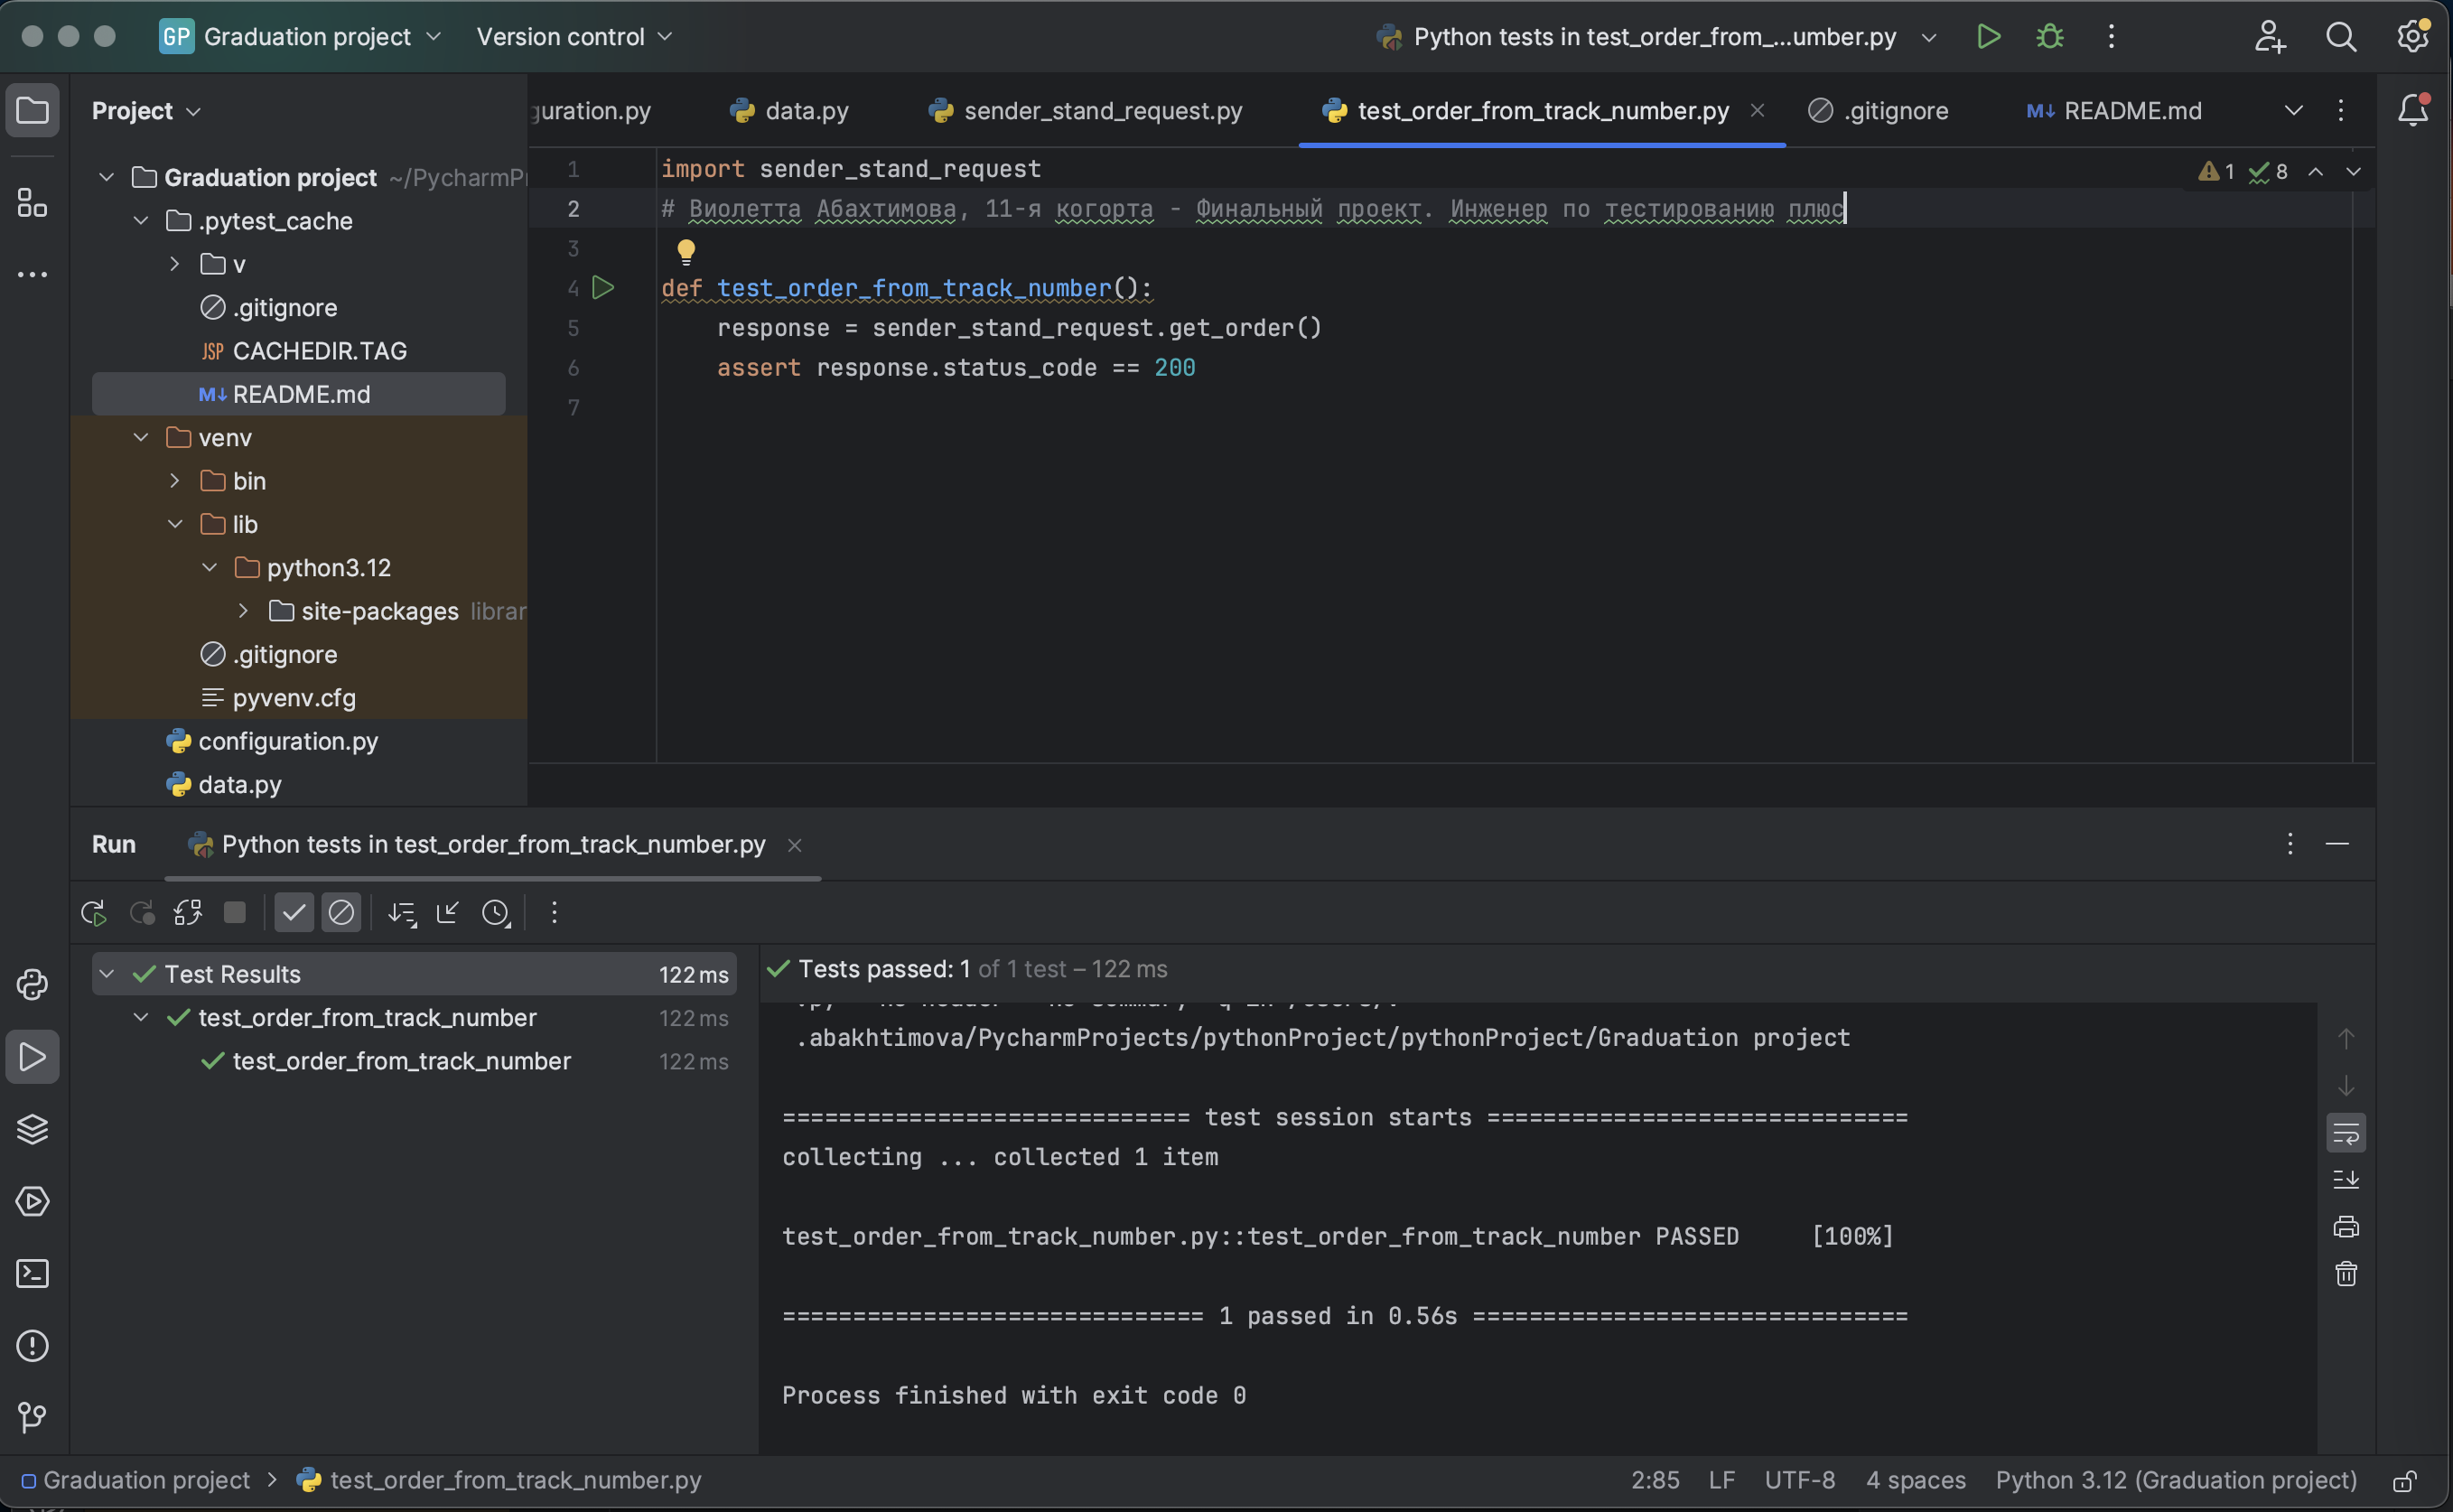 GP Graduation project Version control Python tests in test_order_from_...umber.py
Project
guration.py data.py sender_stand_request.py test_order_from_track_number.py .gitignore README.md
Graduation project ~/PycharmPr
.pytest_cache
v
.gitignore
JSP CACHEDIR.TAG
M↓ README.md
venv
bin
lib
python3.12
site-packages librar
.gitignore
pyvenv.cfg
configuration.py
data.py
1 import sender_stand_request
2 # Виолетта Абахтимова, 11-я когорта - Финальный проект. Инженер по тестированию плюс
3
4 def test_order_from_track_number():
5 response = sender_stand_request.get_order()
6 assert response.status_code == 200
7
1 8
Run Python tests in test_order_from_track_number.py
Test Results 122 ms
test_order_from_track_number 122 ms
test_order_from_track_number 122 ms
Tests passed: 1 of 1 test – 122 ms
.abakhtimova/PycharmProjects/pythonProject/pythonProject/Graduation project
============================= test session starts ==============================
collecting ... collected 1 item
test_order_from_track_number.py::test_order_from_track_number PASSED [100%]
============================== 1 passed in 0.56s ===============================
Process finished with exit code 0
Graduation project > test_order_from_track_number.py 2:85 LF UTF-8 4 spaces Python 3.12 (Graduation project)